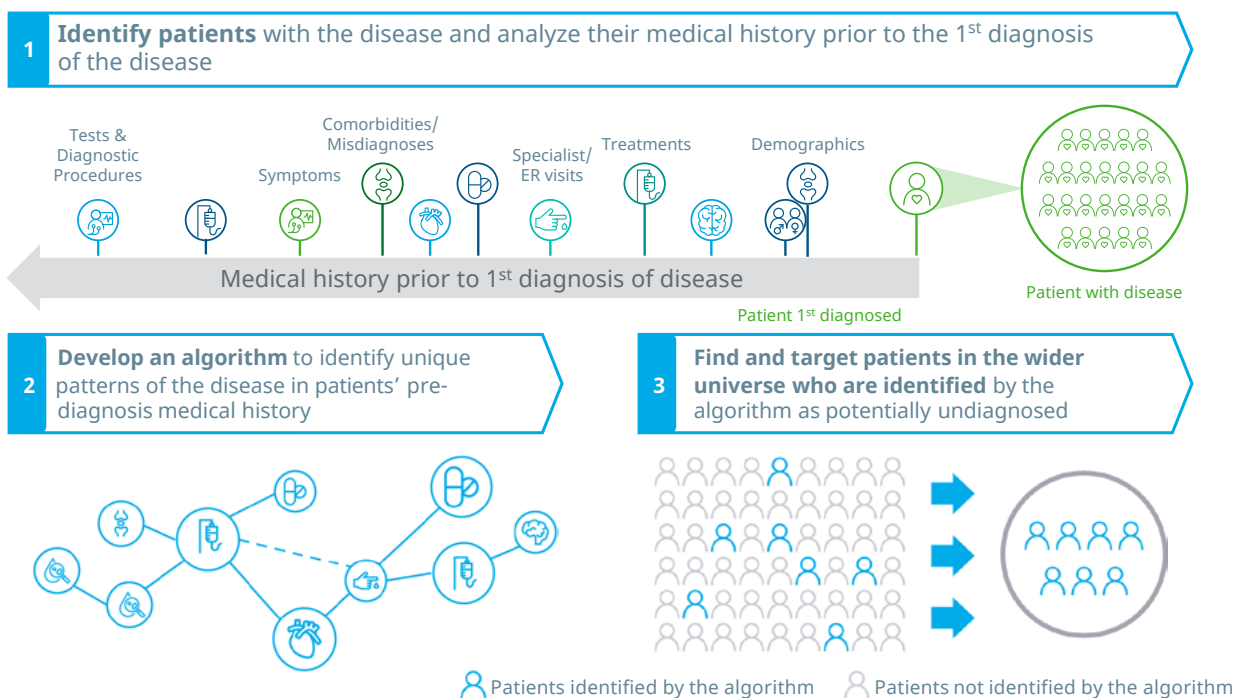 1
Identify patients with the disease and analyze their medical history prior to the 1st diagnosis
of the disease
Tests &
Diagnostic
Procedures
Symptoms
Comorbidities/
Misdiagnoses
Specialist/
ER visits
Treatments
Demographics
Medical history prior to 1st diagnosis of disease
Patient 1st diagnosed
Patient with disease
2
Develop an algorithm to identify unique
patterns of the disease in patients’ pre-
diagnosis medical history
3
Find and target patients in the wider
universe who are identified by the
algorithm as potentially undiagnosed
Patients identified by the algorithm
Patients not identified by the algorithm